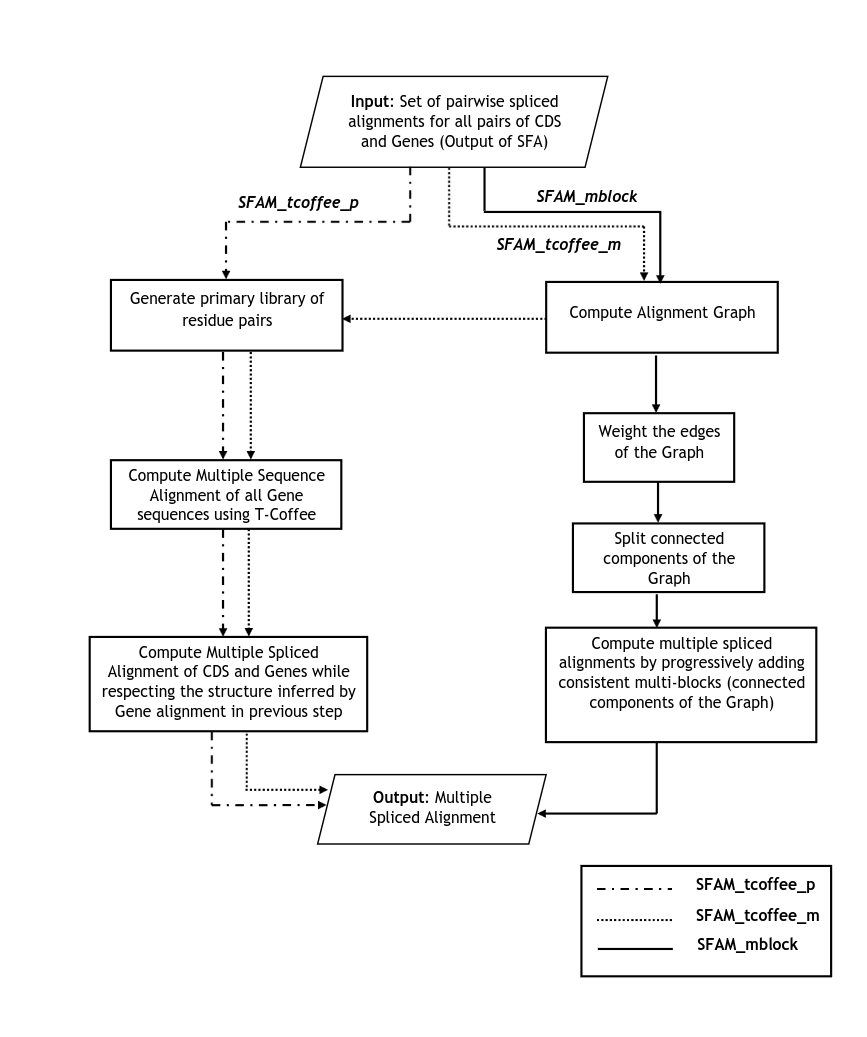 Input: Set of pairwise spliced
alignments for all pairs of CDS
and Genes (Output of SFA)
SFAM_tcoffee_p
SFAM_mblock
SFAM_tcoffee_m
Generate primary library of
residue pairs
Compute Alignment Graph
Weight the edges
of the Graph
Compute Multiple Sequence
Alignment of all Gene
sequences using T-Coffee
Split connected
components of the
Graph
Compute Multiple Spliced
Alignment of CDS and Genes while
respecting the structure inferred by
Gene alignment in previous step
Compute multiple spliced
alignments by progressively adding
consistent multi-blocks (connected
components of the Graph)
Output: Multiple
Spliced Alignment
SFAM_tcoffee_p
SFAM_tcoffee_m
SFAM_mblock